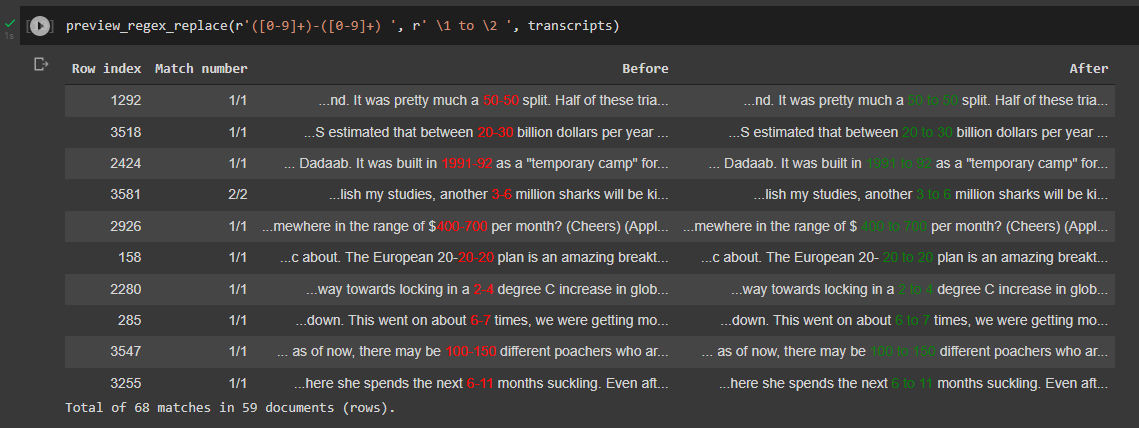 1s
preview_regex_replace(r'([0-9]+)-([0-9]+) ', r' \1 to \2 ', transcripts)
Row index Match number Before After
1292 1/1 ...nd. It was pretty much a 50-50 split. Half of these tria... ...nd. It was pretty much a 50 to 50 split. Half of these tria...
3518 1/1 ...S estimated that between 20-30 billion dollars per year ... ...S estimated that between 20 to 30 billion dollars per year ...
2424 1/1 ... Dadaab. It was built in 1991-92 as a "temporary camp" for... ... Dadaab. It was built in 1991 to 92 as a "temporary camp" for...
3581 2/2 ...lish my studies, another 3-6 million sharks will be ki... ...lish my studies, another 3 to 6 million sharks will be ki...
2926 1/1 ...mewhere in the range of $400-700 per month? (Cheers) (Appl... ...mewhere in the range of $ 400 to 700 per month? (Cheers) (Appl...
158 1/1 ...c about. The European 20-20-20 plan is an amazing breakt... ...c about. The European 20- 20 to 20 plan is an amazing breakt...
2280 1/1 ...way towards locking in a 2-4 degree C increase in glob... ...way towards locking in a 2 to 4 degree C increase in glob...
285 1/1 ...down. This went on about 6-7 times, we were getting mo... ...down. This went on about 6 to 7 times, we were getting mo...
3547 1/1 ... as of now, there may be 100-150 different poachers who ar... ... as of now, there may be 100 to 150 different poachers who ar...
3255 1/1 ...here she spends the next 6-11 months suckling. Even aft... ...here she spends the next 6 to 11 months suckling. Even aft...
Total of 68 matches in 59 documents (rows).